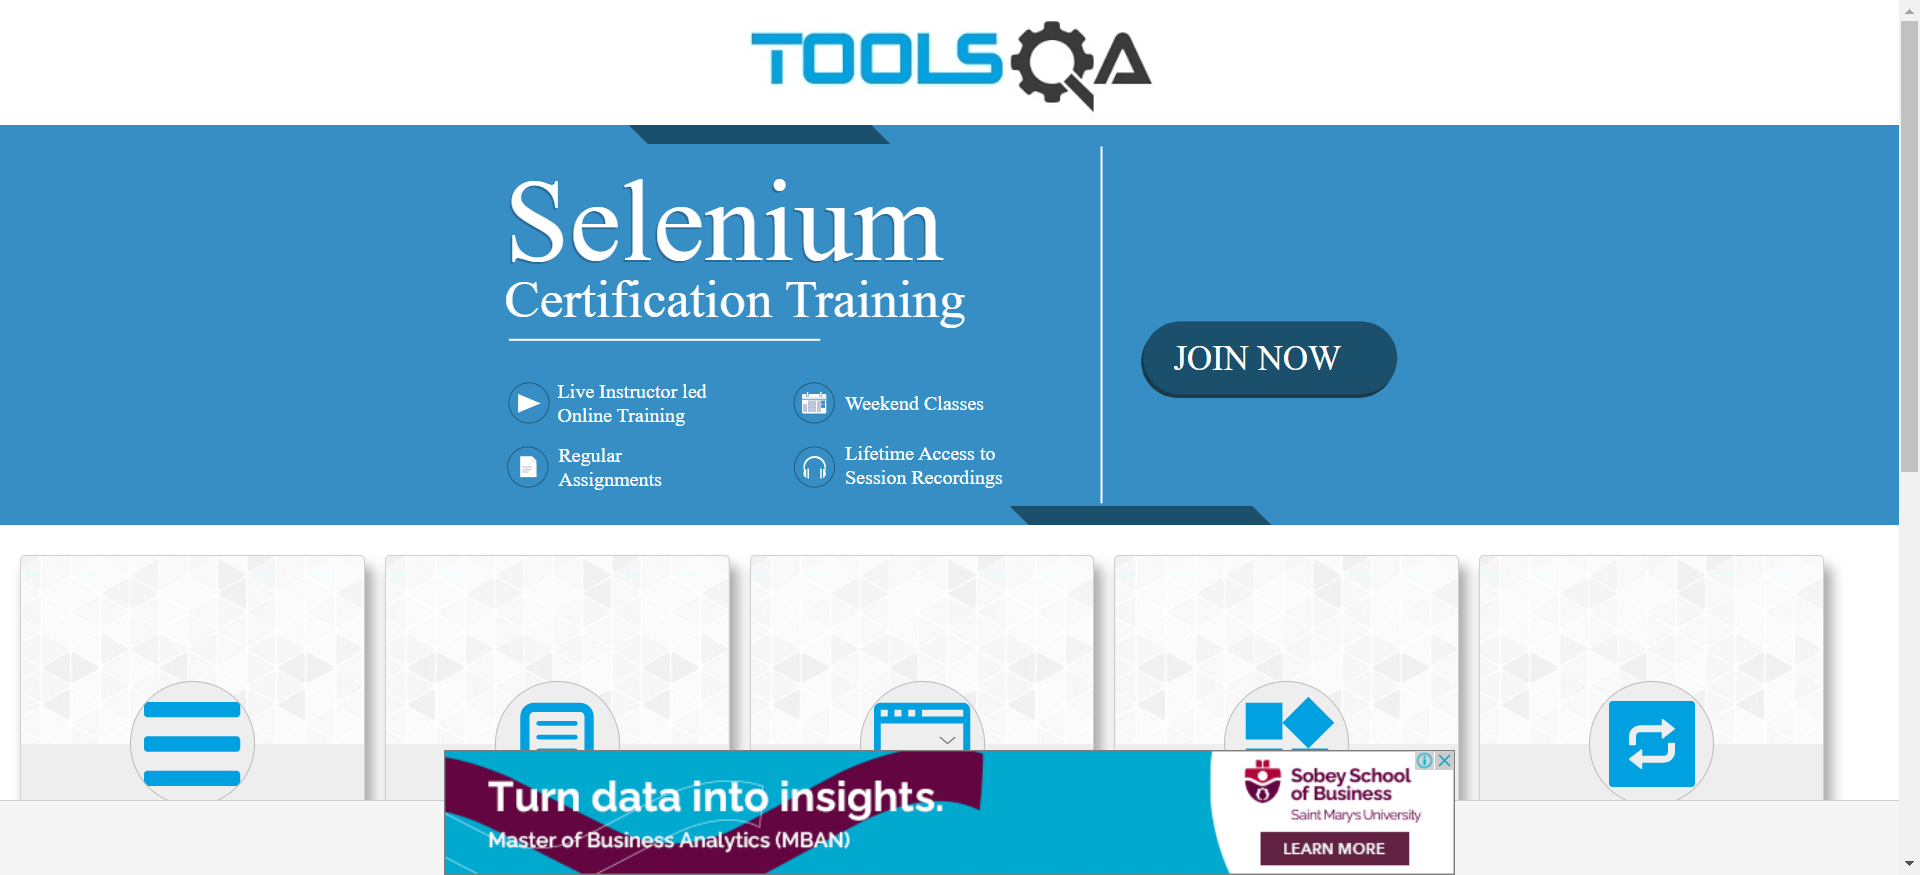 TOOLSQA
Selenium
Certification Training
JOIN NOW
Live Instructor led
Online Training
Weekend Classes
Regular
Assignments
Lifetime Access to
Session Recordings
Turn data into insights.
Master of Business Analytics (MBAN)
Sobey School
of Business
Saint Mary's University
LEARN MORE